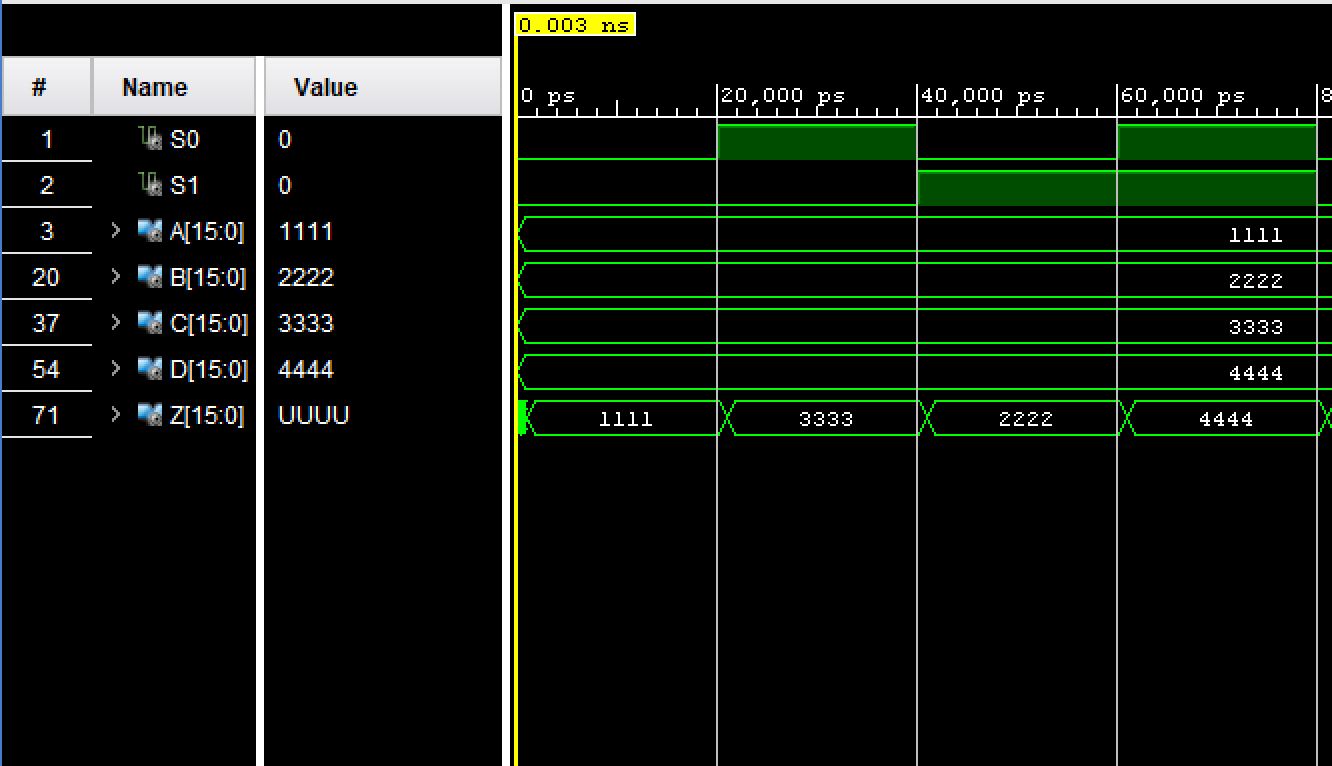 0.003 ns
# Name Value
0 ps 20,000 ps 40,000 ps 60,000 ps 8
1 S0 0
2 S1 0
3 A[15:0] 1111 1111
20 B[15:0] 2222 2222
37 C[15:0] 3333 3333
54 D[15:0] 4444 4444
71 Z[15:0] UUUU 1111 3333 2222 4444